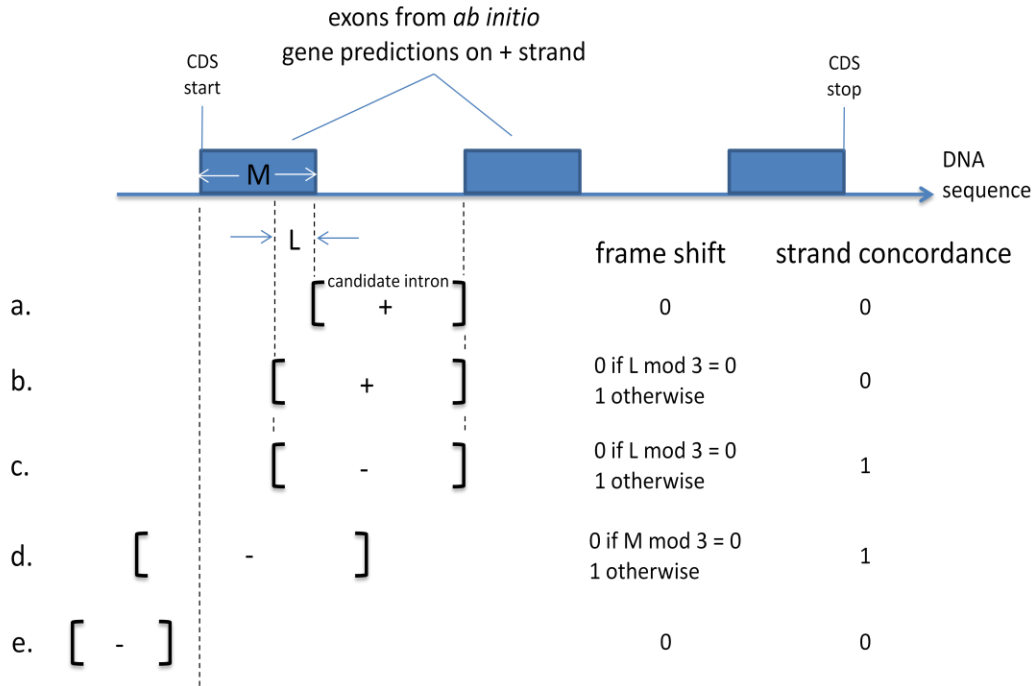 exons from ab initio
gene predictions on + strand
CDS
start
CDS
stop
M
DNA
sequence
L
frame shift strand concordance
candidate intron
a. [ + ] 0 0
0 if L mod 3 = 0
b. [ + ] 0
1 otherwise
0 if L mod 3 = 0
c. [ - ] 1
1 otherwise
0 if M mod 3 = 0
d. [ - ] 1
1 otherwise
e. [ - ] 0 0